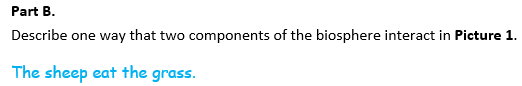 Part B.
Describe one way that two components of the biosphere interact in Picture 1.
The sheep eat the grass.